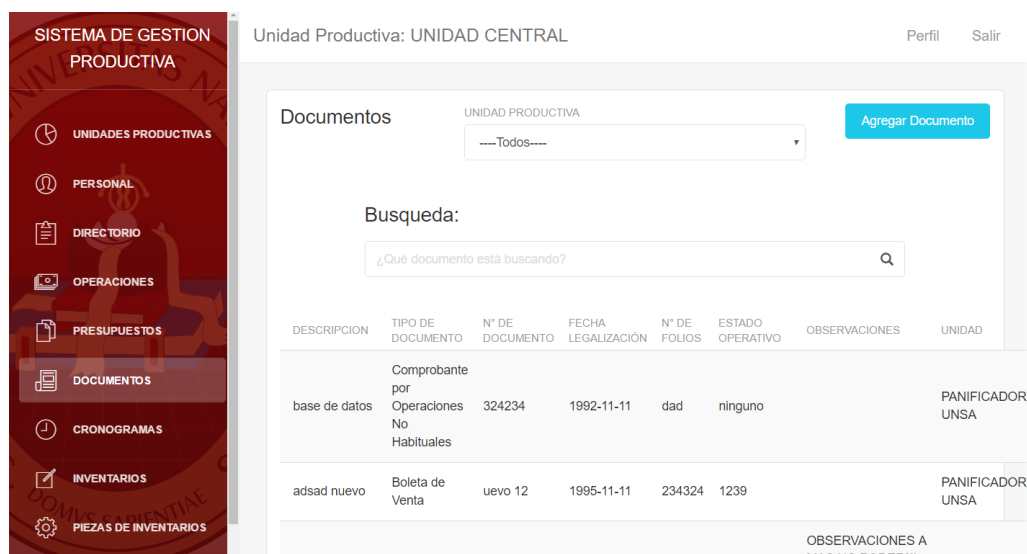 SISTEMA DE GESTION
PRODUCTIVA
UNIDADES PRODUCTIVAS
PERSONAL
DIRECTORIO
OPERACIONES
PRESUPUESTOS
DOCUMENTOS
CRONOGRAMAS
INVENTARIOS
PIEZAS DE INVENTARIOS
Unidad Productiva: UNIDAD CENTRAL
Perfil
Salir
Documentos
UNIDAD PRODUCTIVA
----Todos----
Agregar Documento
Busqueda:
¿Qué documento está buscando?
DESCRIPCION
TIPO DE
DOCUMENTO
N° DE
DOCUMENTO
FECHA
LEGALIZACIÓN
N° DE
FOLIOS
ESTADO
OPERATIVO
OBSERVACIONES
UNIDAD
base de datos
Comprobante
por
Operaciones
No
Habituales
324234
1992-11-11
dad
ninguno
PANIFICADOR
UNSA
adsad nuevo
Boleta de
Venta
uevo 12
1995-11-11
234324
1239
PANIFICADOR
UNSA
OBSERVACIONES A
DOMVS SAPIENTIAE